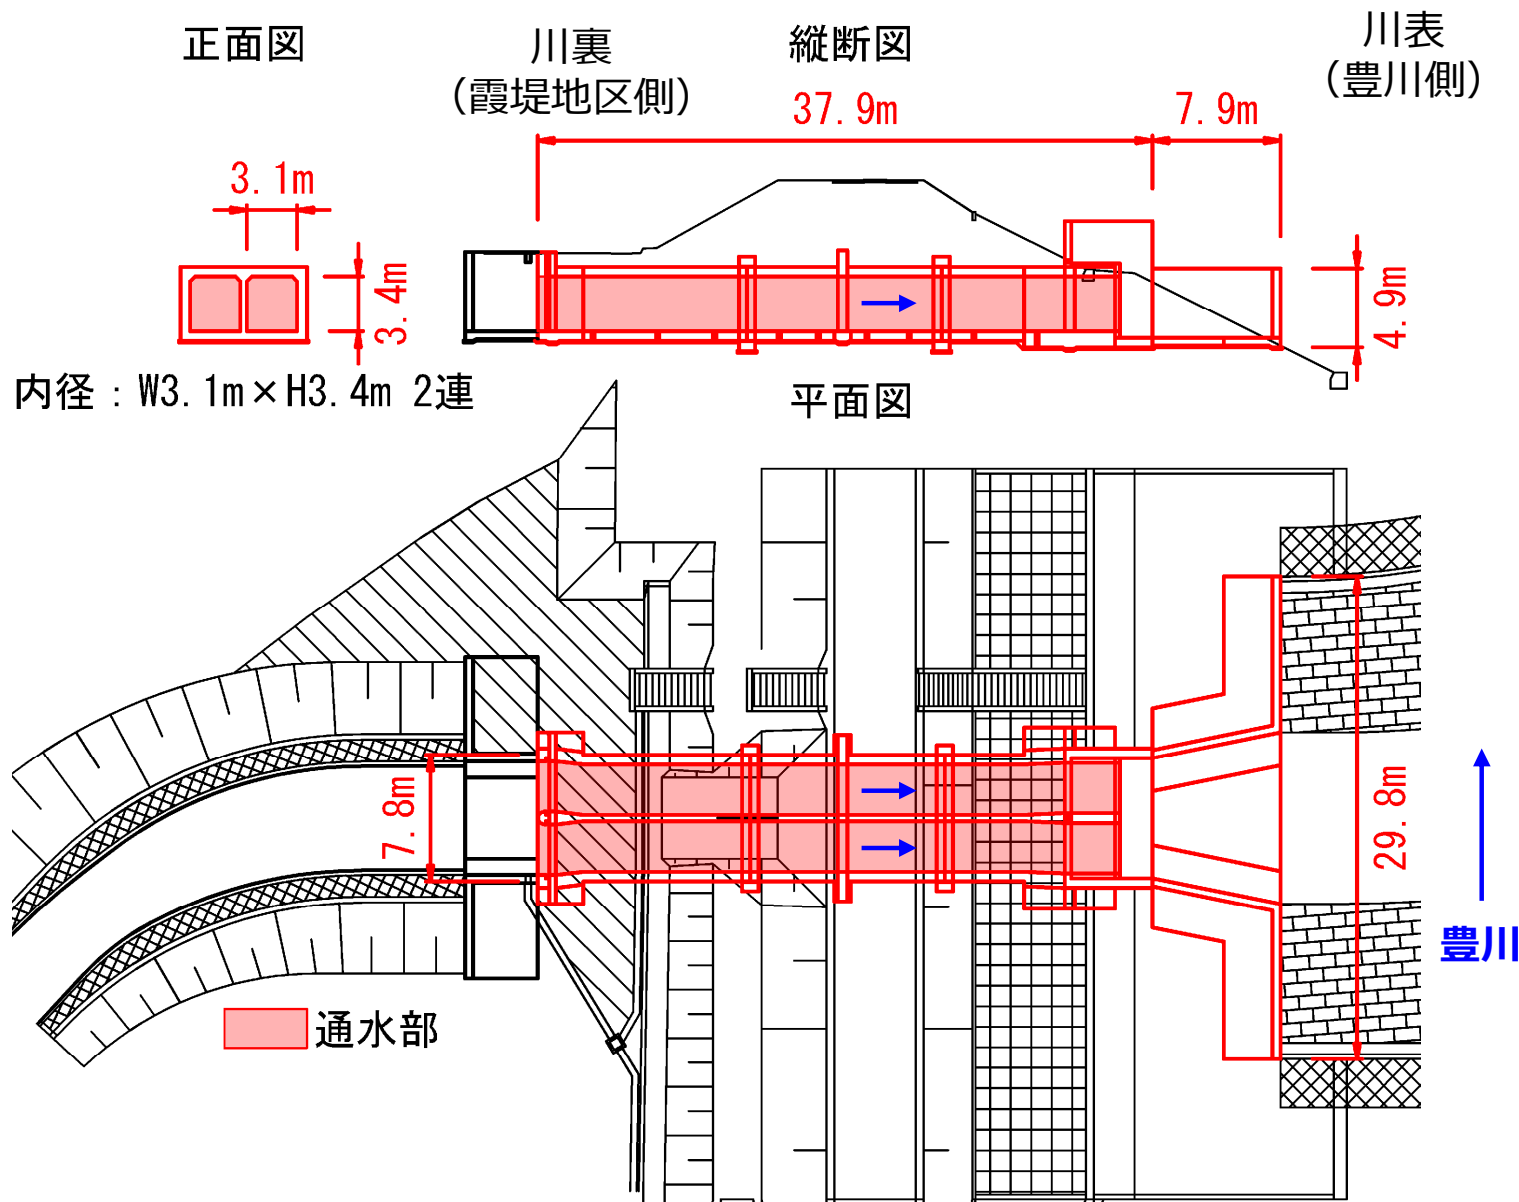 正面図
川裏
(霞堤地区側)
縦断図
川表
(豊川側)
37.9m
7.9m
3.1m
3.4m
4.9m
内径：W3.1m×H3.4m 2連
平面図
7.8m
29.8m
豊川
通水部